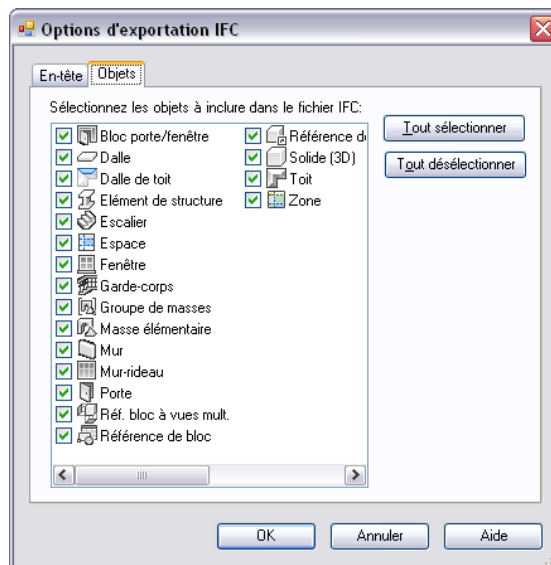 Options d'exportation IFC
En-tête Objets
Sélectionnez les objets à inclure dans le fichier IFC:
Tout sélectionner
Tout désélectionner
Bloc porte/fenêtre
Dalle
Dalle de toit
Elément de structure
Escalier
Espace
Fenêtre
Garde-corps
Groupe de masses
Masse élémentaire
Mur
Mur-rideau
Porte
Réf. bloc à vues mult.
Référence de bloc
Référence d
Solide (3D)
Toit
Zone
OK Annuler Aide